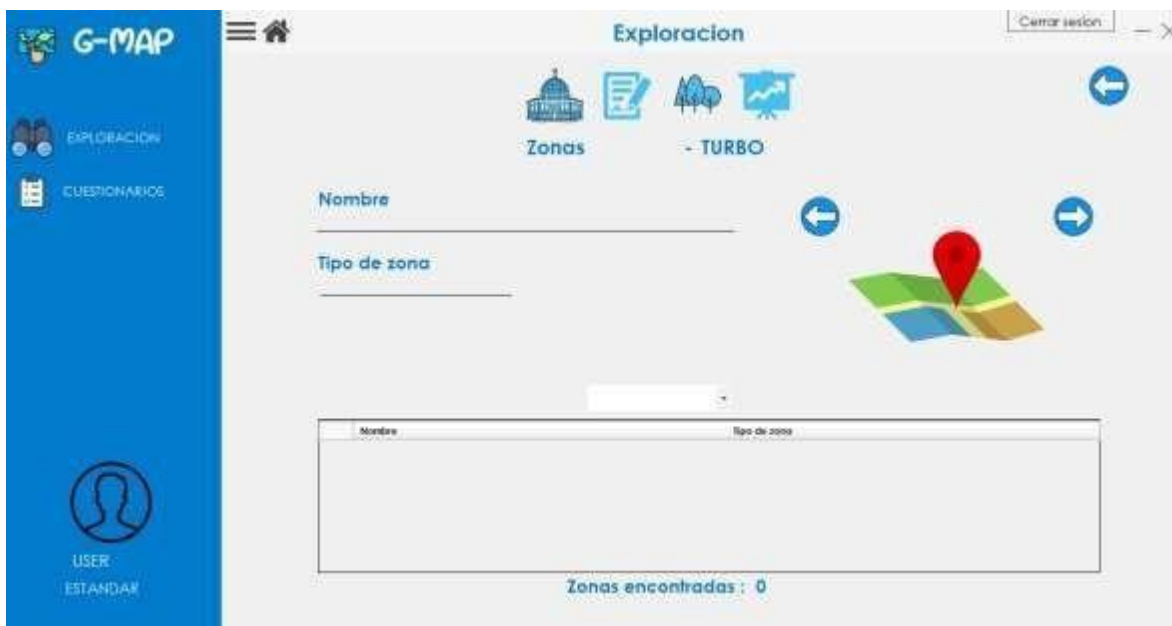 G-MAP
EXPLORACION
CUESTIONARIOS
USER
ESTANDAR
Exploracion
Cerrar sesion
Zonas - TURBO
Nombre
Tipo de zona
Nombre Tipo de zona
Zonas encontradas : 0